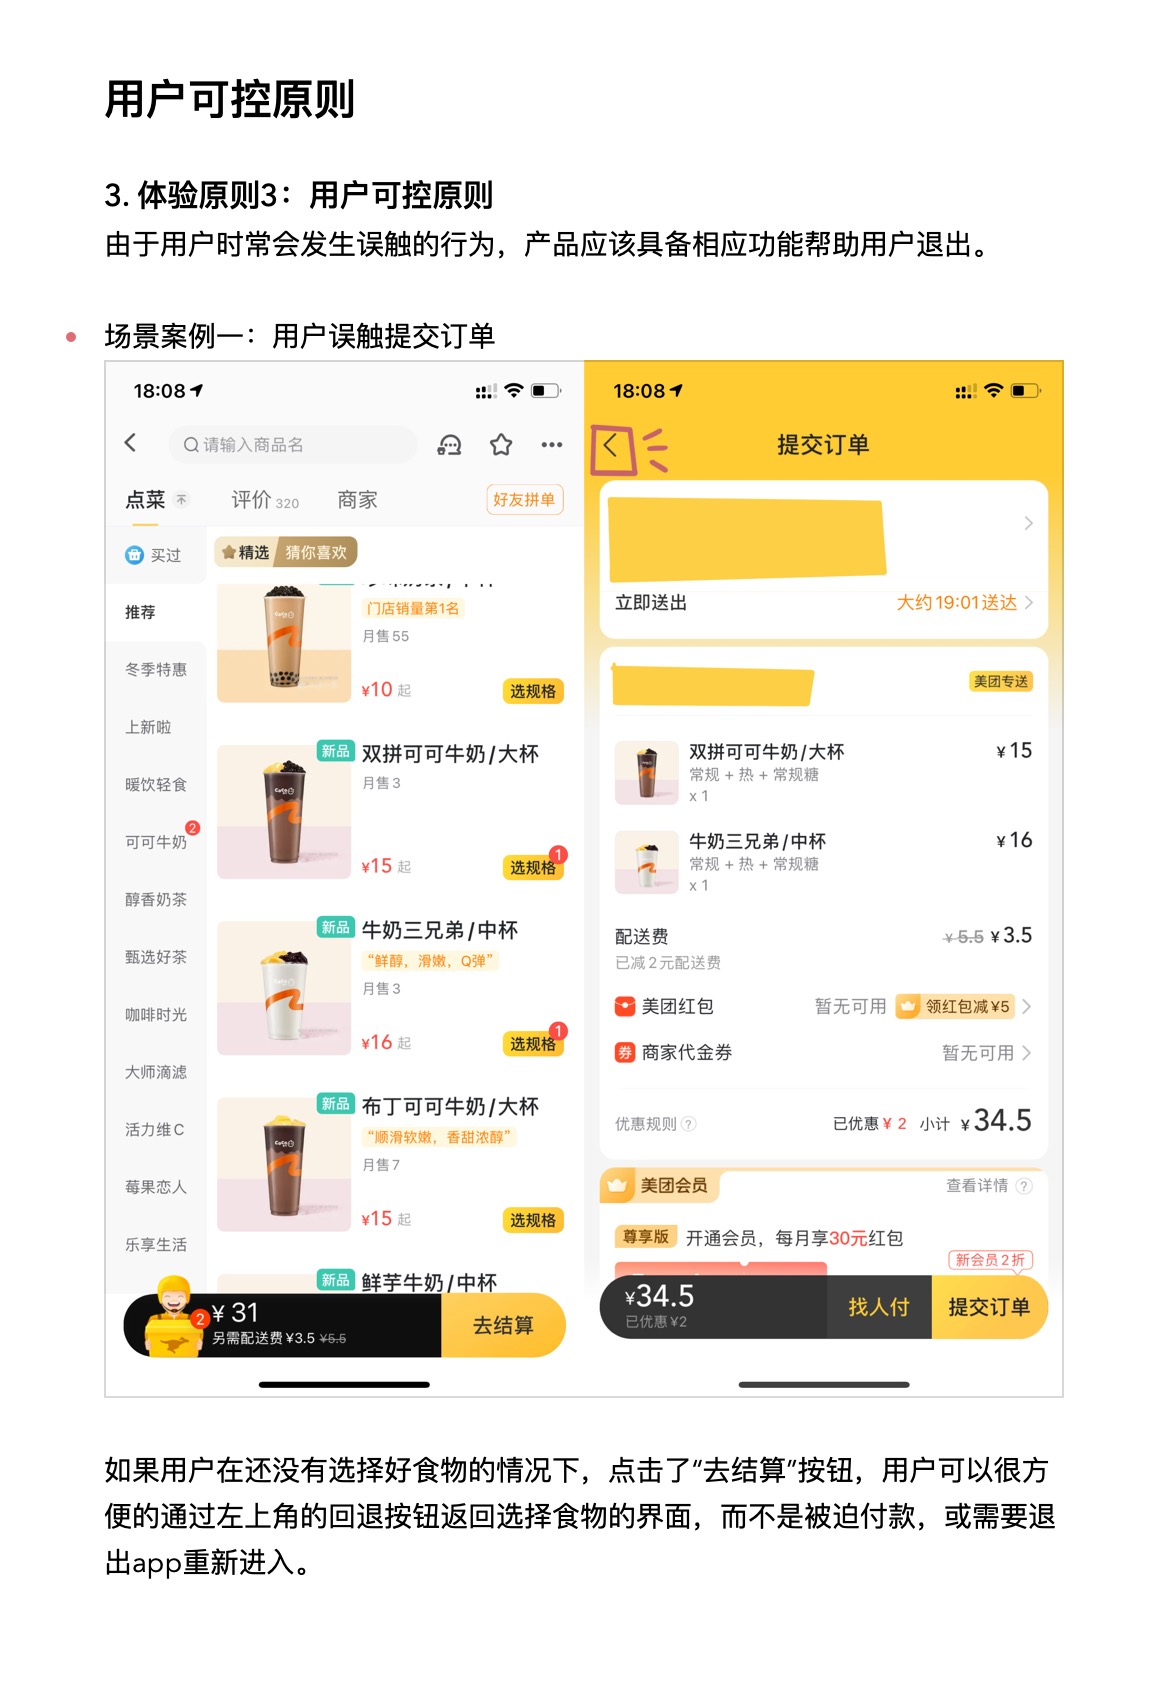 用户可控原则
3. 体验原则3：用户可控原则
由于用户时常会发生误触的行为，产品应该具备相应功能帮助用户退出。
场景案例一：用户误触提交订单
18:08
请输入商品名
点菜
评价 320
商家
好友拼单
买过
精选 猜你喜欢
推荐
门店销量第1名
月售 55
¥10 起
选规格
冬季特惠
上新啦
暖饮轻食
可可牛奶 2
醇香奶茶
甄选好茶
咖啡时光
大师滴滤
活力维C
莓果恋人
乐享生活
新品 双拼可可牛奶/大杯
月售 3
¥15 起
选规格 1
新品 牛奶三兄弟/中杯
“鲜醇，滑嫩，Q弹”
月售 3
¥16 起
选规格 1
新品 布丁可可牛奶/大杯
“顺滑软嫩，香甜浓醇”
月售 7
¥15 起
选规格
新品 鲜芋牛奶/中杯
2
¥ 31
另需配送费 ¥3.5 ¥5.5
去结算
18:08
提交订单
立即送出 大约19:01送达
美团专送
双拼可可牛奶/大杯 ¥ 15
常规 + 热 + 常规糖
x 1
牛奶三兄弟/中杯 ¥ 16
常规 + 热 + 常规糖
x 1
配送费 ¥ 5.5 ¥ 3.5
已减 2 元配送费
美团红包 暂无可用 领红包减 ¥5
券 商家代金券 暂无可用
优惠规则 ? 已优惠 ¥ 2 小计 ¥ 34.5
美团会员 查看详情 ?
尊享版 开通会员，每月享30元红包
新会员 2 折
¥34.5
已优惠 ¥2
找人付
提交订单
如果用户在还没有选择好食物的情况下，点击了“去结算”按钮，用户可以很方
便的通过左上角的回退按钮返回选择食物的界面，而不是被迫付款，或需要退
出app重新进入。